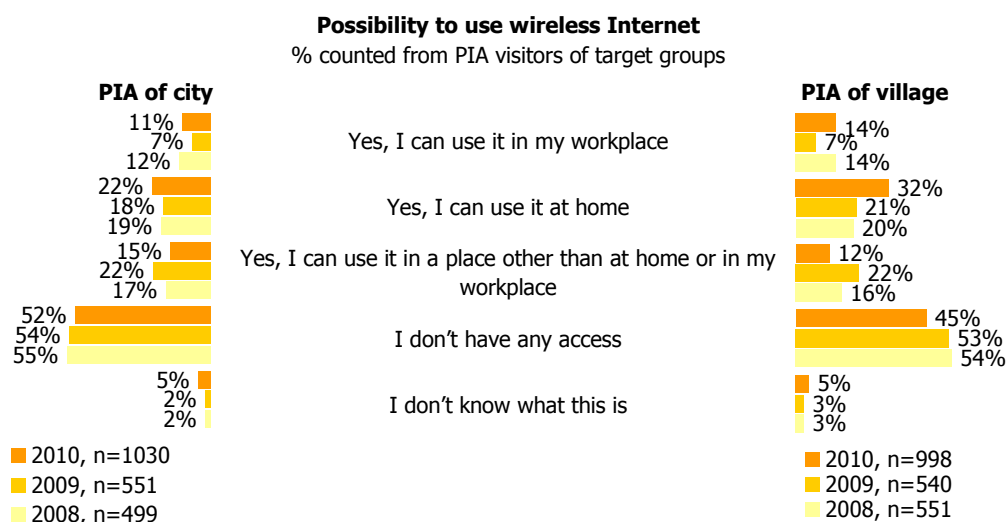 Possibility to use wireless Internet
% counted from PIA visitors of target groups
PIA of city
PIA of village
11%
7%
12%
Yes, I can use it in my workplace
14%
7%
14%
22%
18%
19%
Yes, I can use it at home
32%
21%
20%
15%
22%
17%
Yes, I can use it in a place other than at home or in my
workplace
12%
22%
16%
52%
54%
55%
I don't have any access
45%
53%
54%
5%
2%
2%
I don't know what this is
5%
3%
3%
2010, n=1030
2009, n=551
2008, n=499
2010, n=998
2009, n=540
2008, n=551